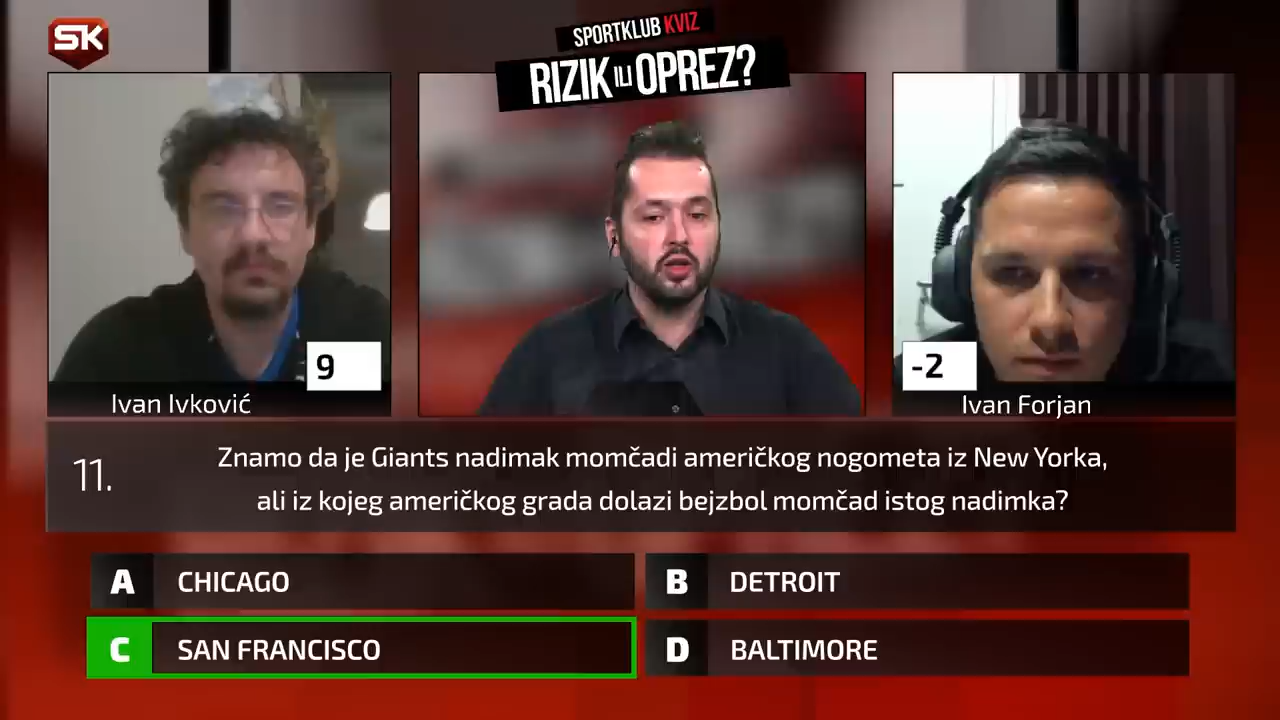 SK
SPORTKLUB KVIZ
RIZIK ILI OPREZ?
9
-2
Ivan Ivković
Ivan Forjan
11.
Znamo da je Giants nadimak momčadi američkog nogometa iz New Yorka,
ali iz kojeg američkog grada dolazi bejzbol momčad istog nadimka?
A CHICAGO
B DETROIT
C SAN FRANCISCO
D BALTIMORE